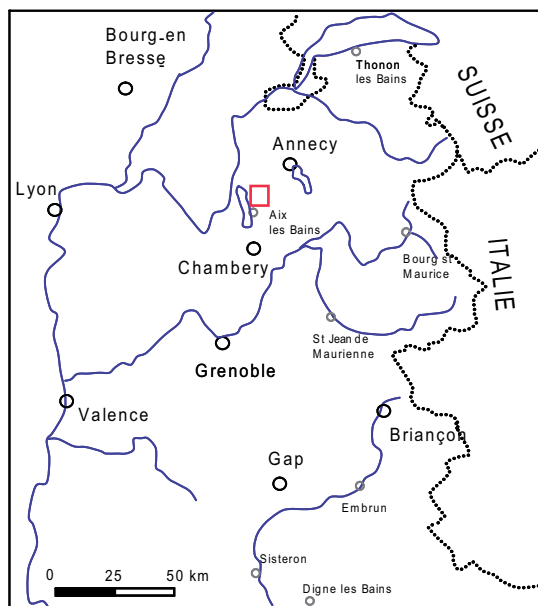 Bourg-en
Bresse
Thonon
les Bains
SUISSE
Annecy
Lyon
Aix
les Bains
Chambery
Bourg st
Maurice
ITALIE
St Jean de
Maurienne
Grenoble
Valence
Briançon
Gap
Embrun
Sisteron
Digne les Bains
0 25 50 km